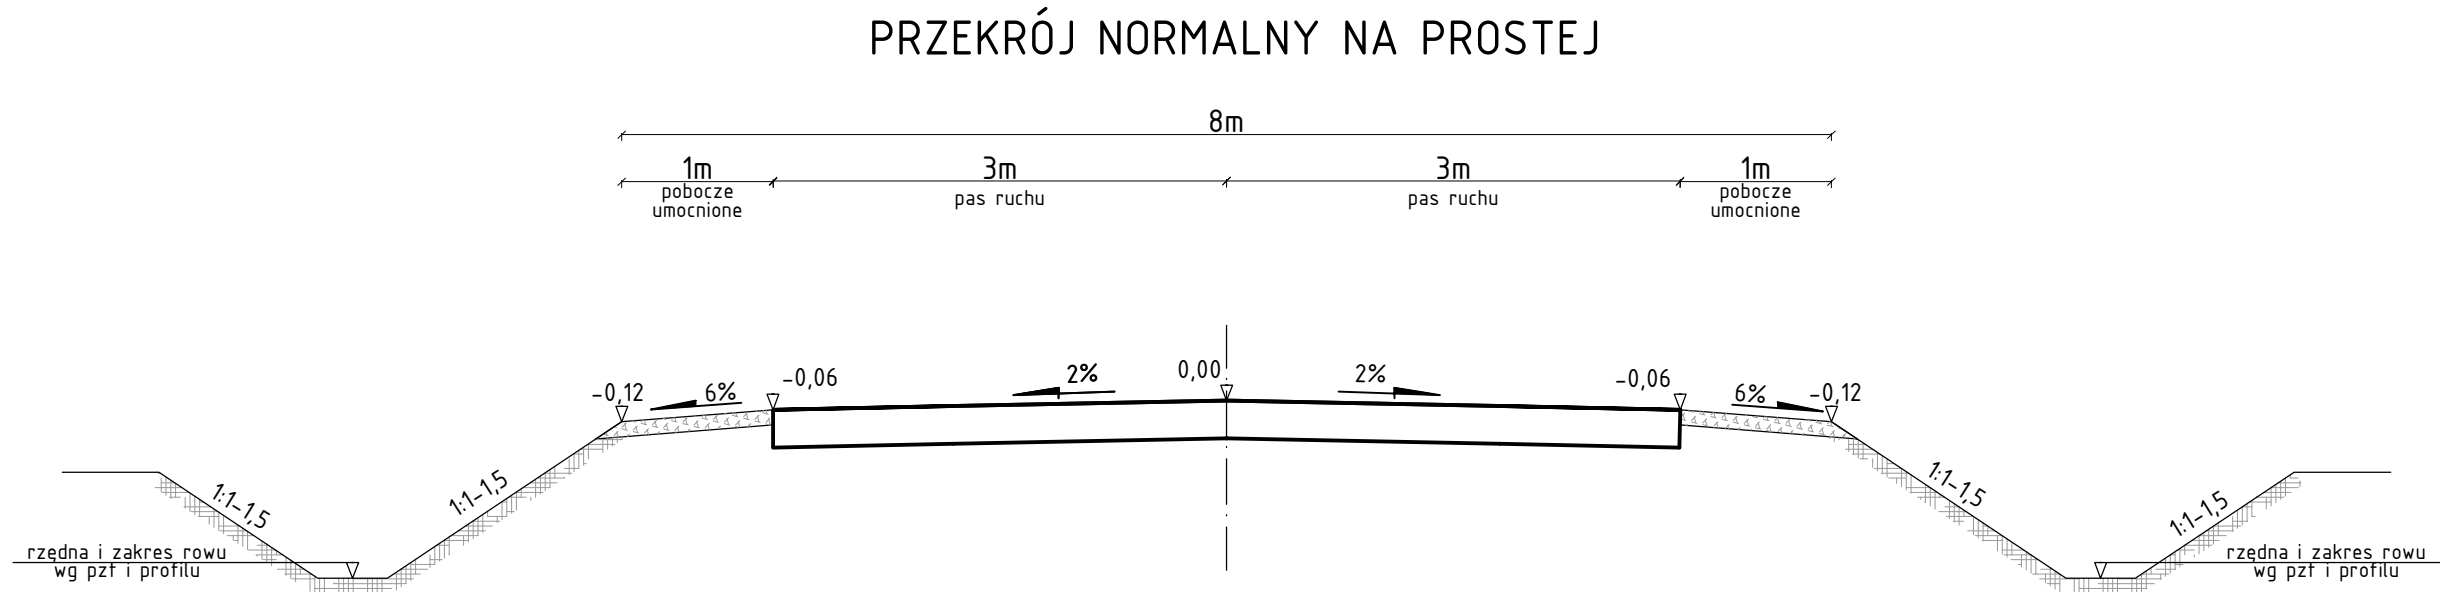 PRZEKRÓJ NORMALNY NA PROSTEJ
8m
1m
3m
3m
1m
pobocze
umocnione
pas ruchu
pas ruchu
pobocze
umocnione
-0,12
6%
-0,06
2%
0,00
2%
-0,06
6%
-0,12
1:1-1,5
1:1-1,5
1:1-1,5
1:1-1,5
rzędna i zakres rowu
wg pzt i profilu
rzędna i zakres rowu
wg pzt i profilu